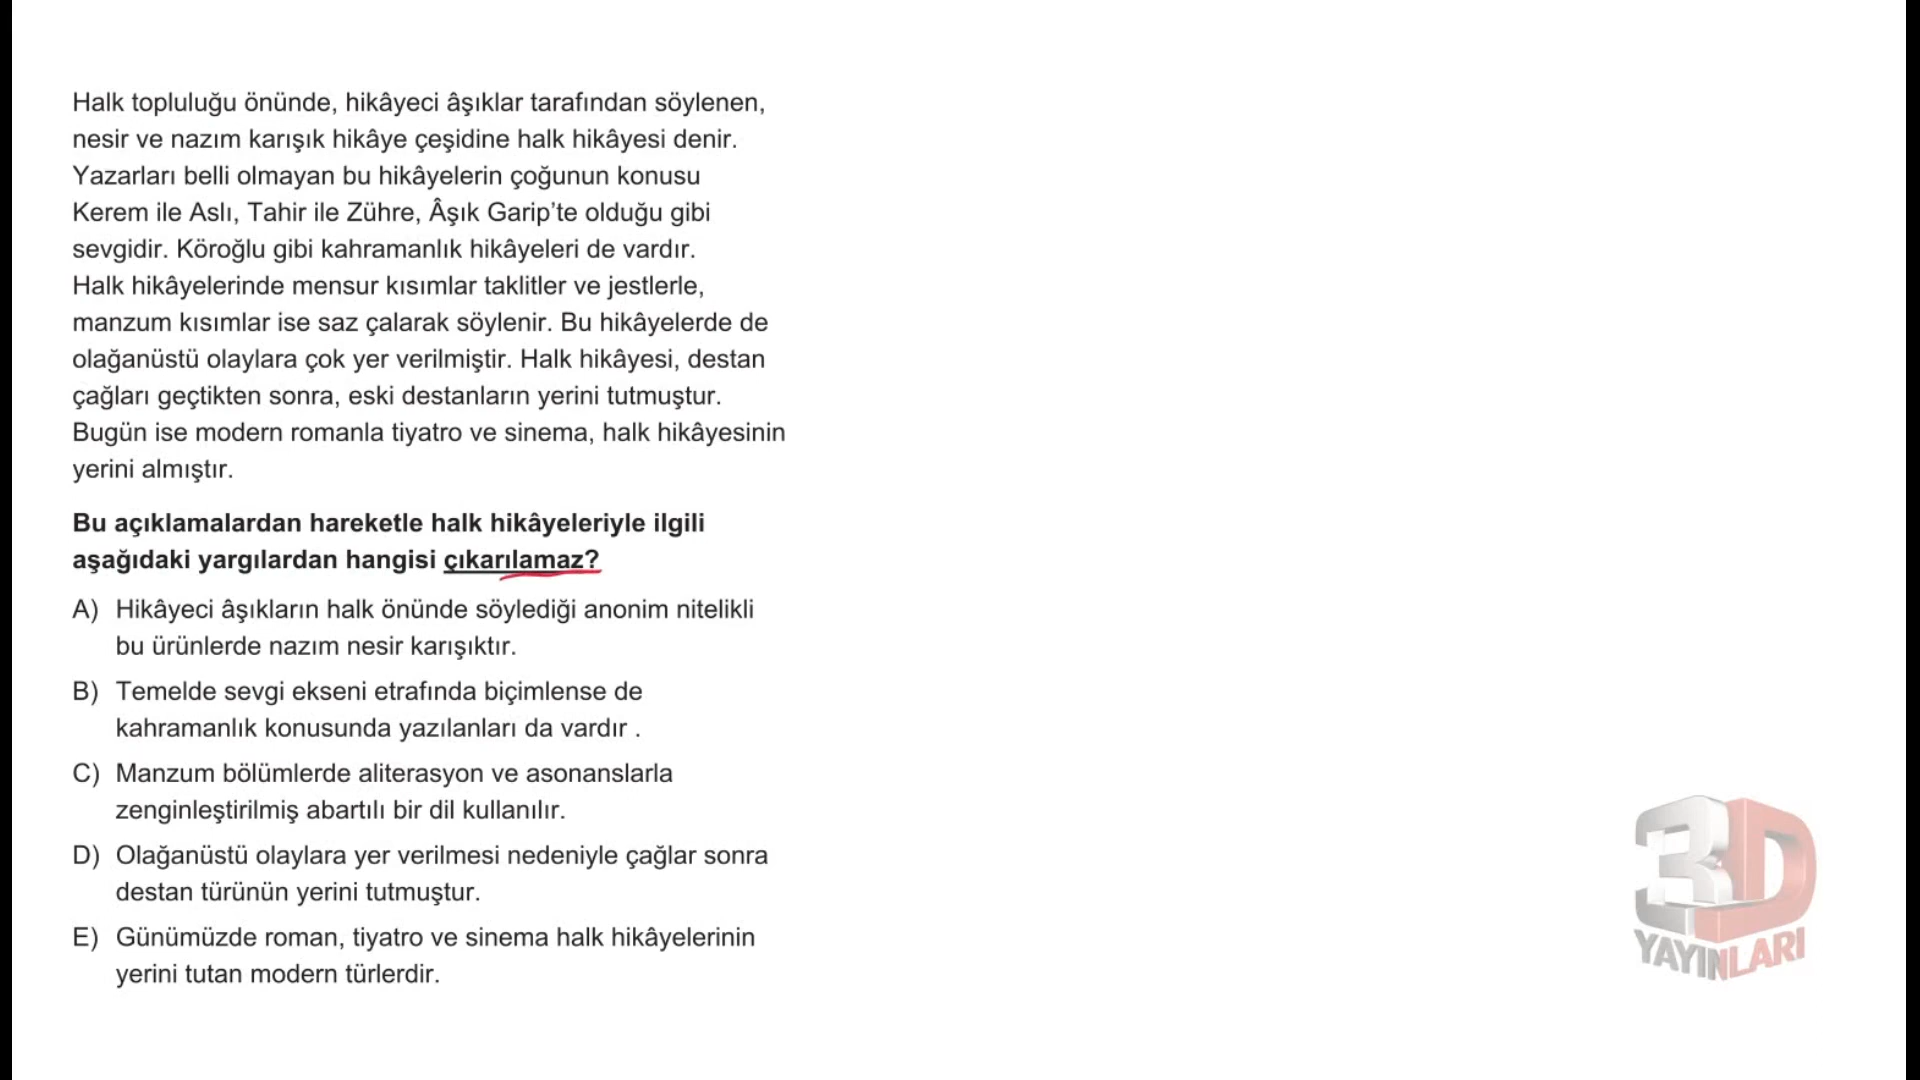 Halk topluluğu önünde, hikâyeci âşıklar tarafından söylenen,
nesir ve nazım karışık hikâye çeşidine halk hikâyesi denir.
Yazarları belli olmayan bu hikâyelerin çoğunun konusu
Kerem ile Aslı, Tahir ile Zühre, Âşık Garip’te olduğu gibi
sevgidir. Köroğlu gibi kahramanlık hikâyeleri de vardır.
Halk hikâyelerinde mensur kısımlar taklitler ve jestlerle,
manzum kısımlar ise saz çalarak söylenir. Bu hikâyelerde de
olağanüstü olaylara çok yer verilmiştir. Halk hikâyesi, destan
çağları geçtikten sonra, eski destanların yerini tutmuştur.
Bugün ise modern romanla tiyatro ve sinema, halk hikâyesinin
yerini almıştır.
Bu açıklamalardan hareketle halk hikâyeleriyle ilgili
aşağıdaki yargılardan hangisi çıkarılamaz?
A) Hikâyeci âşıkların halk önünde söylediği anonim nitelikli
bu ürünlerde nazım nesir karışıktır.
B) Temelde sevgi ekseni etrafında biçimlense de
kahramanlık konusunda yazılanları da vardır .
C) Manzum bölümlerde aliterasyon ve asonanslarla
zenginleştirilmiş abartılı bir dil kullanılır.
D) Olağanüstü olaylara yer verilmesi nedeniyle çağlar sonra
destan türünün yerini tutmuştur.
E) Günümüzde roman, tiyatro ve sinema halk hikâyelerinin
yerini tutan modern türlerdir.
3D
YAYINLARI